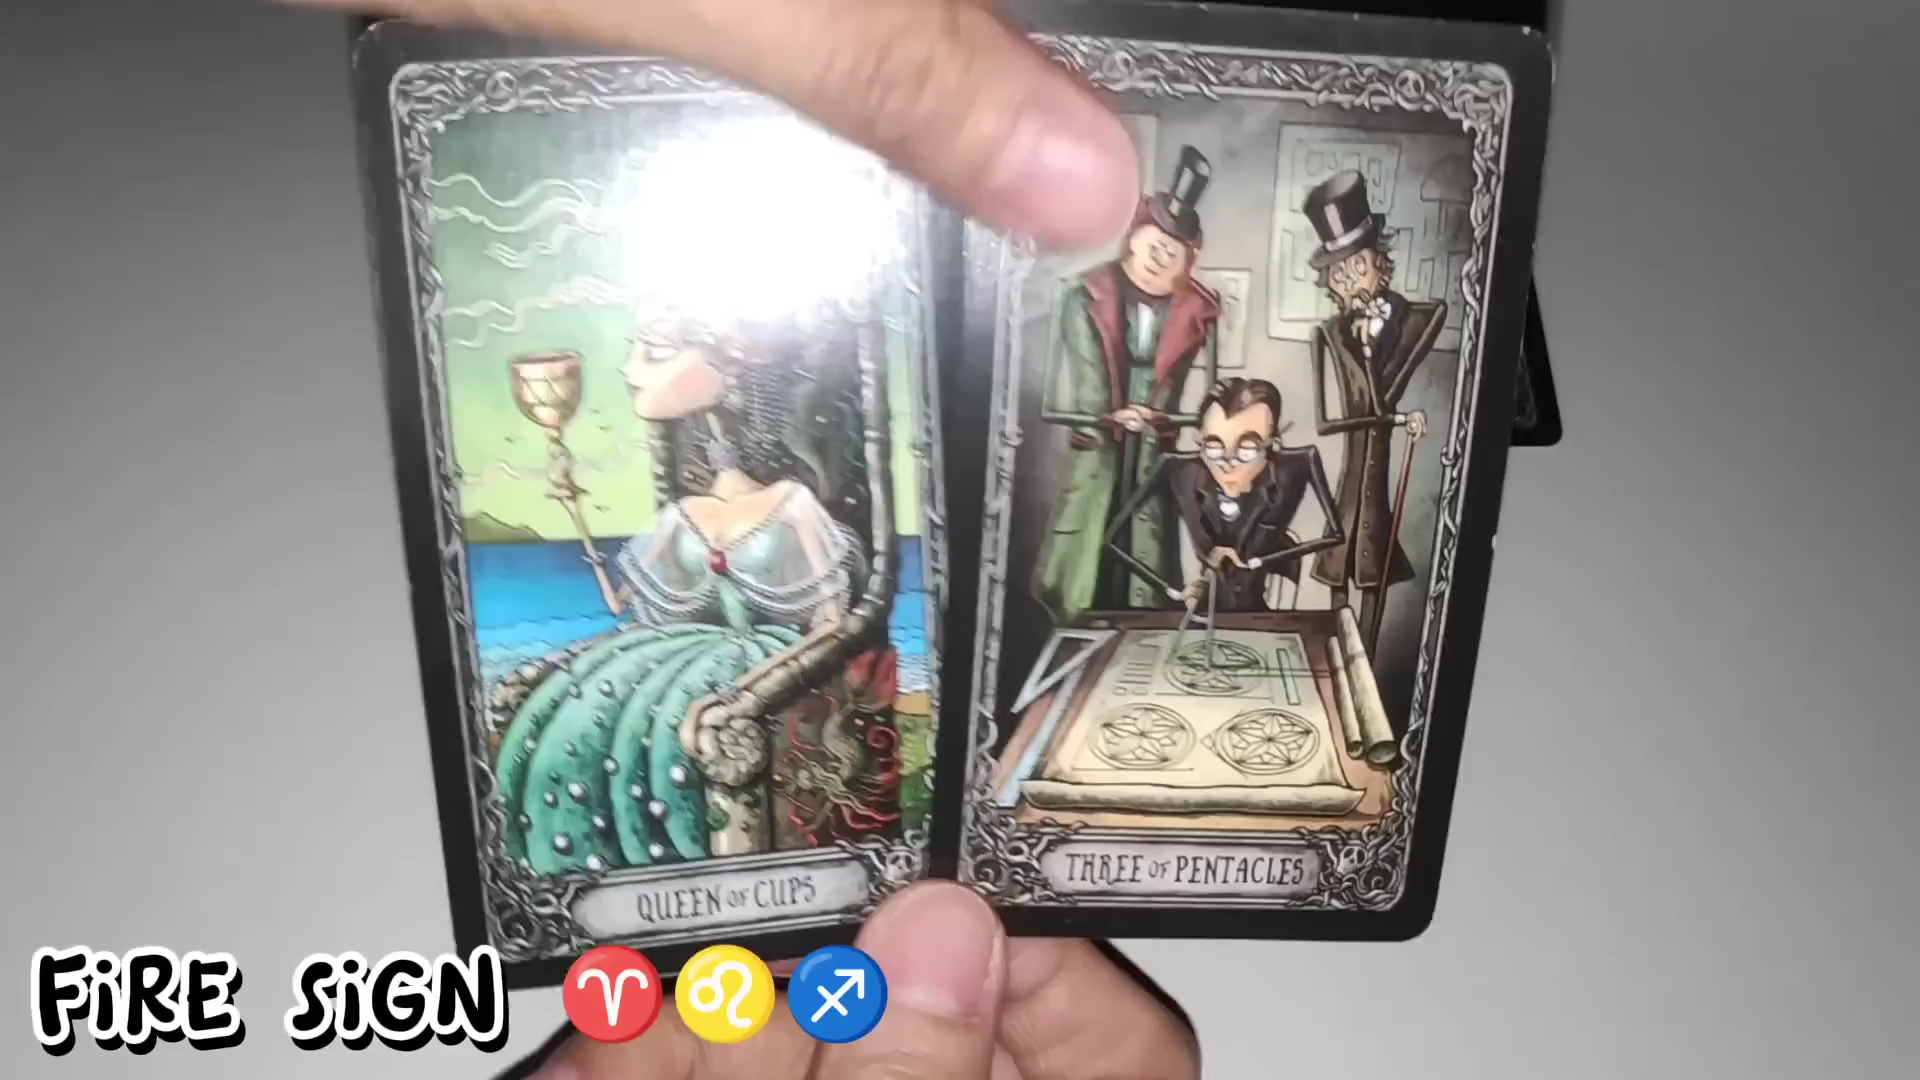 QUEEN OF CUPS
THREE OF PENTACLES
FiRE SiGN ♈♌♐